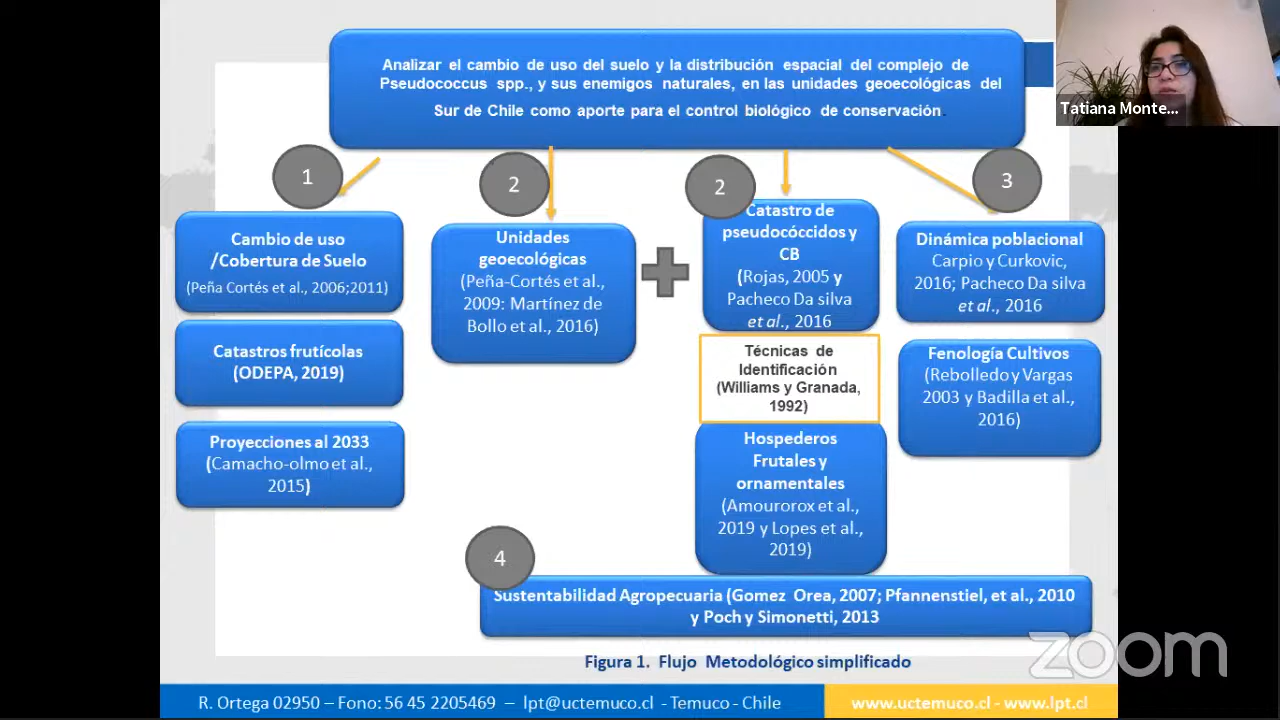 Analizar el cambio de uso del suelo y la distribución espacial del complejo de
Pseudococcus spp., y sus enemigos naturales, en las unidades geoecológicas del
Sur de Chile como aporte para el control biológico de conservación.
Tatiana Monte...
1
Cambio de uso
/Cobertura de Suelo
(Peña Cortés et al., 2006;2011)
Catastros frutícolas
(ODEPA, 2019)
Proyecciones al 2033
(Camacho-olmo et al.,
2015)
2
Unidades
geoecológicas
(Peña-Cortés et al.,
2009: Martínez de
Bollo et al., 2016)
2
Catastro de
pseudocóccidos y
CB
(Rojas, 2005 y
Pacheco Da silva
et al., 2016
Técnicas de
Identificación
(Williams y Granada,
1992)
Hospederos
Frutales y
ornamentales
(Amourorox et al.,
2019 y Lopes et al.,
2019)
3
Dinámica poblacional
Carpio y Curkovic,
2016; Pacheco Da silva
et al., 2016
Fenología Cultivos
(Rebolledo y Vargas
2003 y Badilla et al.,
2016)
4
Sustentabilidad Agropecuaria (Gomez Orea, 2007; Pfannenstiel, et al., 2010
y Poch y Simonetti, 2013
Figura 1. Flujo Metodológico simplificado
zoom
R. Ortega 02950 – Fono: 56 45 2205469 – lpt@uctemuco.cl - Temuco - Chile
www.uctemuco.cl - www.lpt.cl